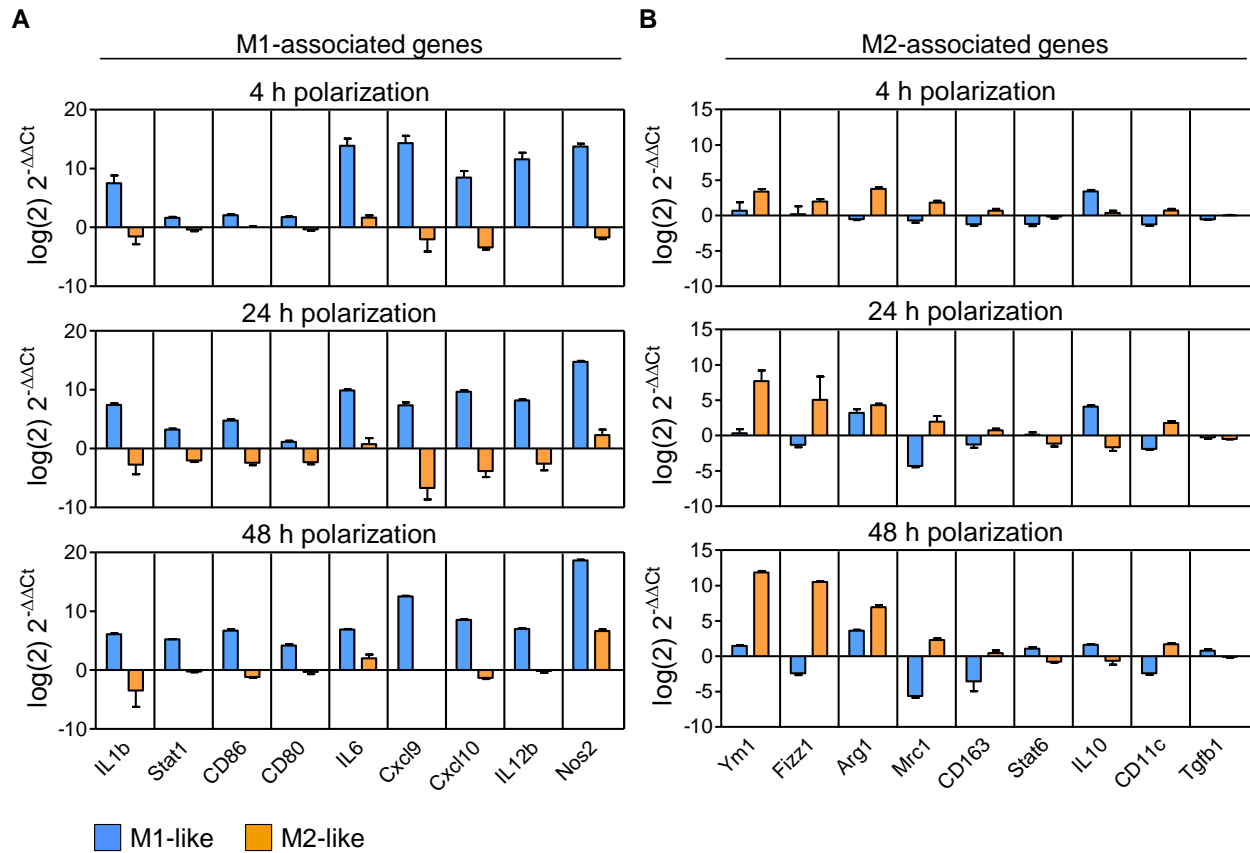 A
M1-associated genes
4 h polarization
20
10
0
-10
log(2) 2^-ΔΔCt
24 h polarization
20
10
0
-10
log(2) 2^-ΔΔCt
48 h polarization
20
10
0
-10
log(2) 2^-ΔΔCt
IL1b
Stat1
CD86
CD80
IL6
Cxcl9
Cxcl10
IL12b
Nos2
B
M2-associated genes
4 h polarization
15
10
5
0
-5
-10
log(2) 2^-ΔΔCt
24 h polarization
15
10
5
0
-5
-10
log(2) 2^-ΔΔCt
48 h polarization
15
10
5
0
-5
-10
log(2) 2^-ΔΔCt
Ym1
Fizz1
Arg1
Mrc1
CD163
Stat6
IL10
CD11c
Tgfb1
M1-like
M2-like